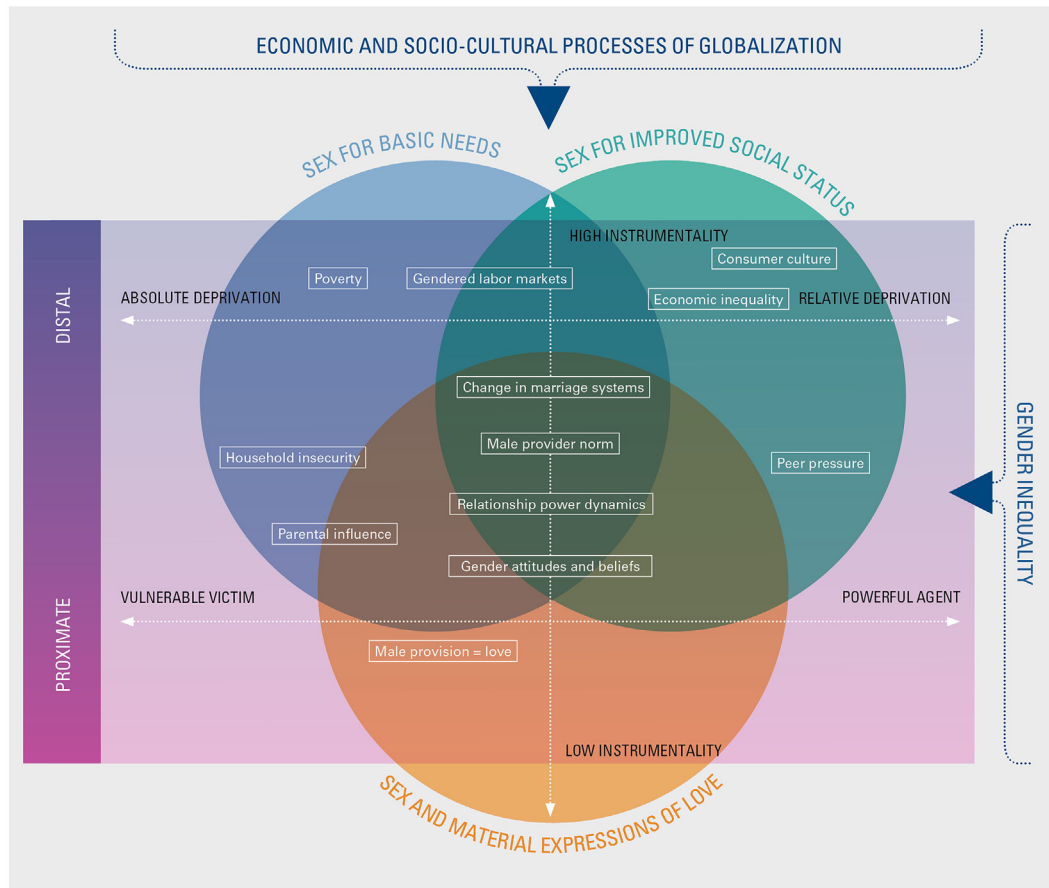 ECONOMIC AND SOCIO-CULTURAL PROCESSES OF GLOBALIZATION
SEX FOR BASIC NEEDS
SEX FOR IMPROVED SOCIAL STATUS
HIGH INSTRUMENTALITY
Consumer culture
Poverty
Gendered labor markets
ABSOLUTE DEPRIVATION
Economic inequality
RELATIVE DEPRIVATION
DISTAL
Change in marriage systems
Male provider norm
Household insecurity
Peer pressure
GENDER INEQUALITY
Relationship power dynamics
Parental influence
Gender attitudes and beliefs
VULNERABLE VICTIM
POWERFUL AGENT
PROXIMATE
Male provision = love
LOW INSTRUMENTALITY
SEX AND MATERIAL EXPRESSIONS OF LOVE